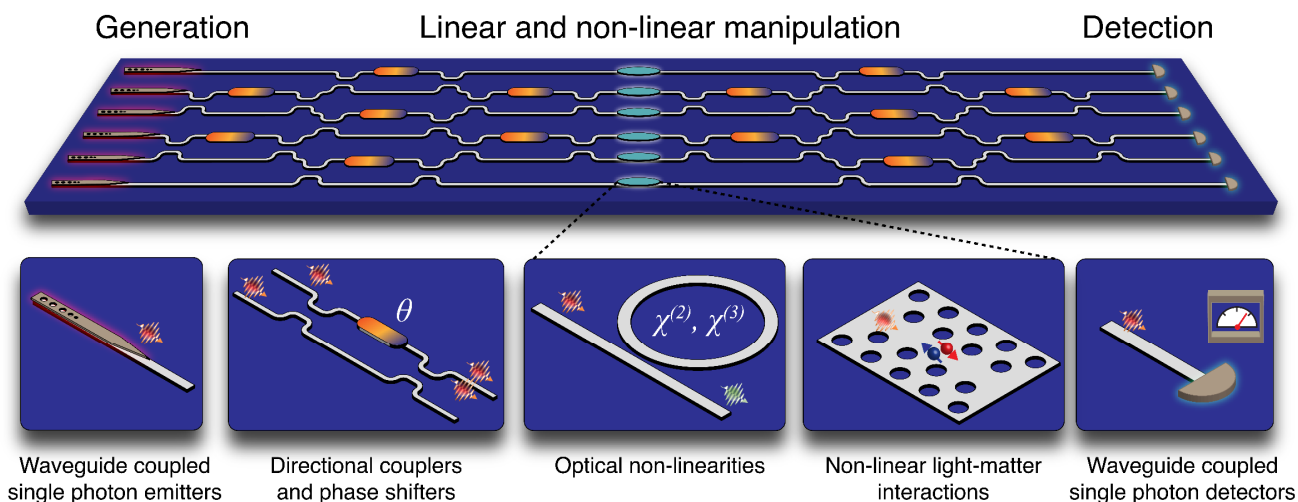 Generation
Linear and non-linear manipulation
Detection
θ
χ(2), χ(3)
Waveguide coupled
single photon emitters
Directional couplers
and phase shifters
Optical non-linearities
Non-linear light-matter
interactions
Waveguide coupled
single photon detectors